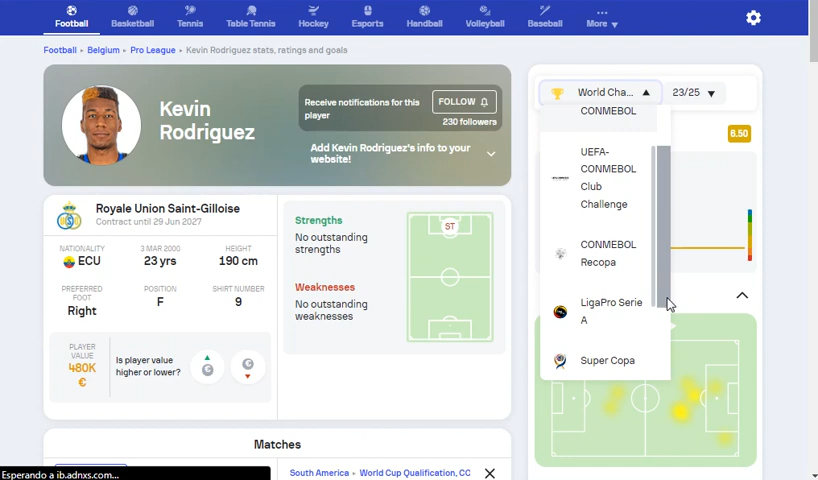 Football
Basketball
Tennis
Table Tennis
Hockey
Esports
Handball
Volleyball
Baseball
More
Football
Belgium
Pro League
Kevin Rodriguez stats, ratings and goals
Kevin
Rodriguez
Receive notifications for this
player
FOLLOW
230 followers
Add Kevin Rodriguez's info to your
website!
World Cha...
23/25
CONMEBOL
UEFA-
CONMEBOL
Club
Challenge
CONMEBOL
Recopa
LigaPro Serie
A
Super Copa
6.50
Royale Union Saint-Gilloise
Contract until 29 Jun 2027
NATIONALITY
ECU
3 MAR 2000
23 yrs
HEIGHT
190 cm
PREFERRED
FOOT
Right
POSITION
F
SHIRT NUMBER
9
PLAYER
VALUE
480K
€
Is player value
higher or lower?
€
€
Strengths
No outstanding
strengths
Weaknesses
No outstanding
weaknesses
ST
Matches
South America
World Cup Qualification, CC
Esperando a ib.adnxs.com...